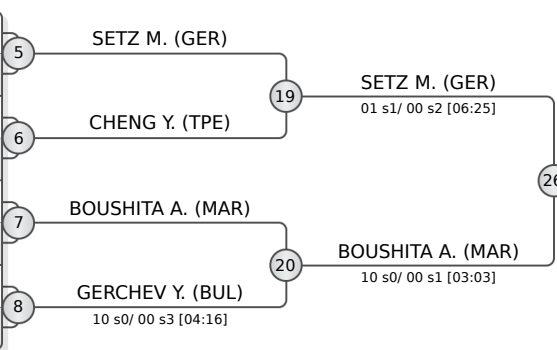 5
SETZ M. (GER)
19
SETZ M. (GER)
01 s1/ 00 s2 [06:25]
6
CHENG Y. (TPE)
26
7
BOUSHITA A. (MAR)
20
BOUSHITA A. (MAR)
10 s0/ 00 s1 [03:03]
8
GERCHEV Y. (BUL)
10 s0/ 00 s3 [04:16]